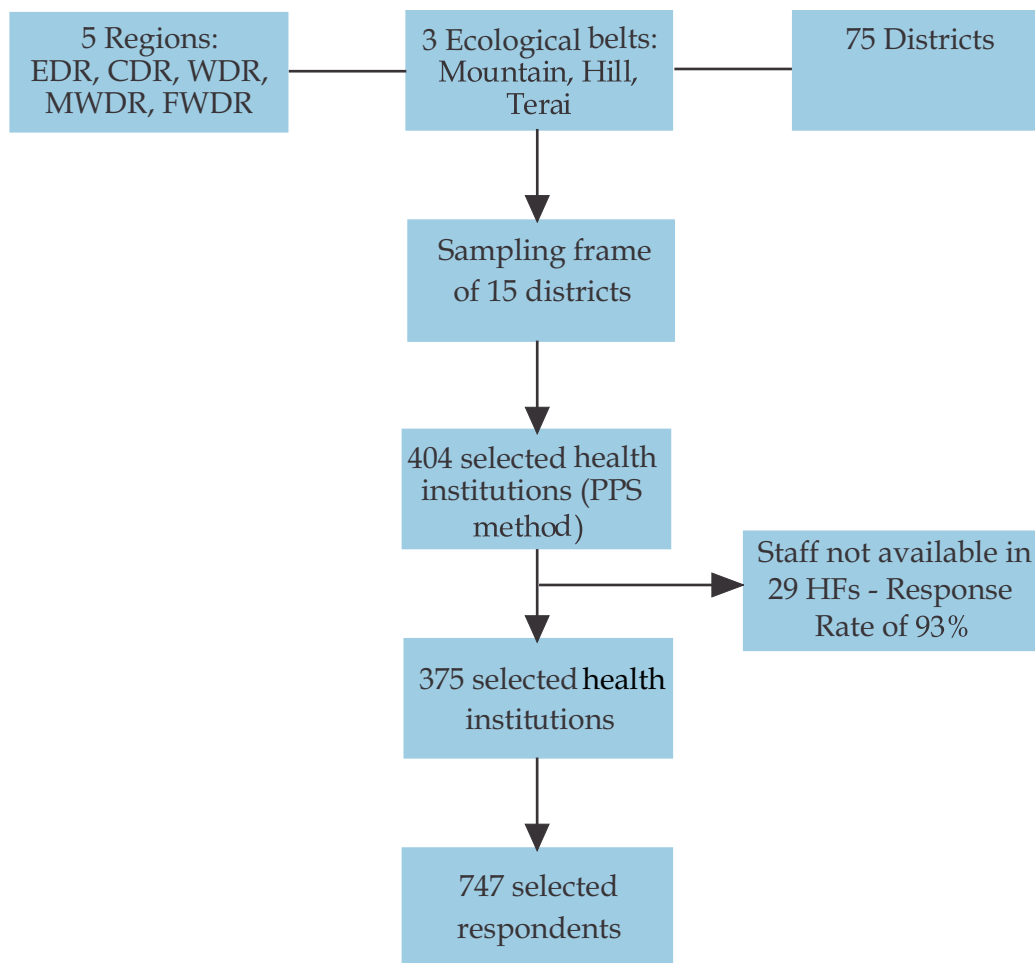 5 Regions:
EDR, CDR, WDR,
MWDR, FWDR
3 Ecological belts:
Mountain, Hill,
Terai
75 Districts
Sampling frame
of 15 districts
404 selected health
institutions (PPS
method)
Staff not available in
29 HFs - Response
Rate of 93%
375 selected health
institutions
747 selected
respondents